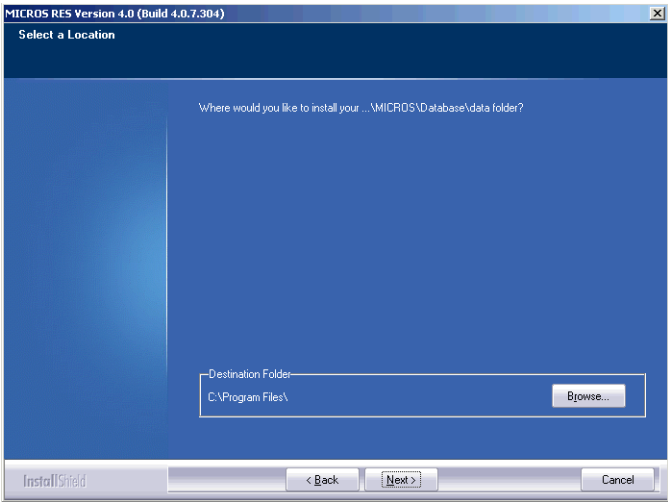 MICROS RES Version 4.0 (Build 4.0.7.304)
Select a Location
Where would you like to install your ...\MICROS\Database\data folder?
Destination Folder
C:\Program Files\
Browse...
InstallShield
< Back
Next >
Cancel